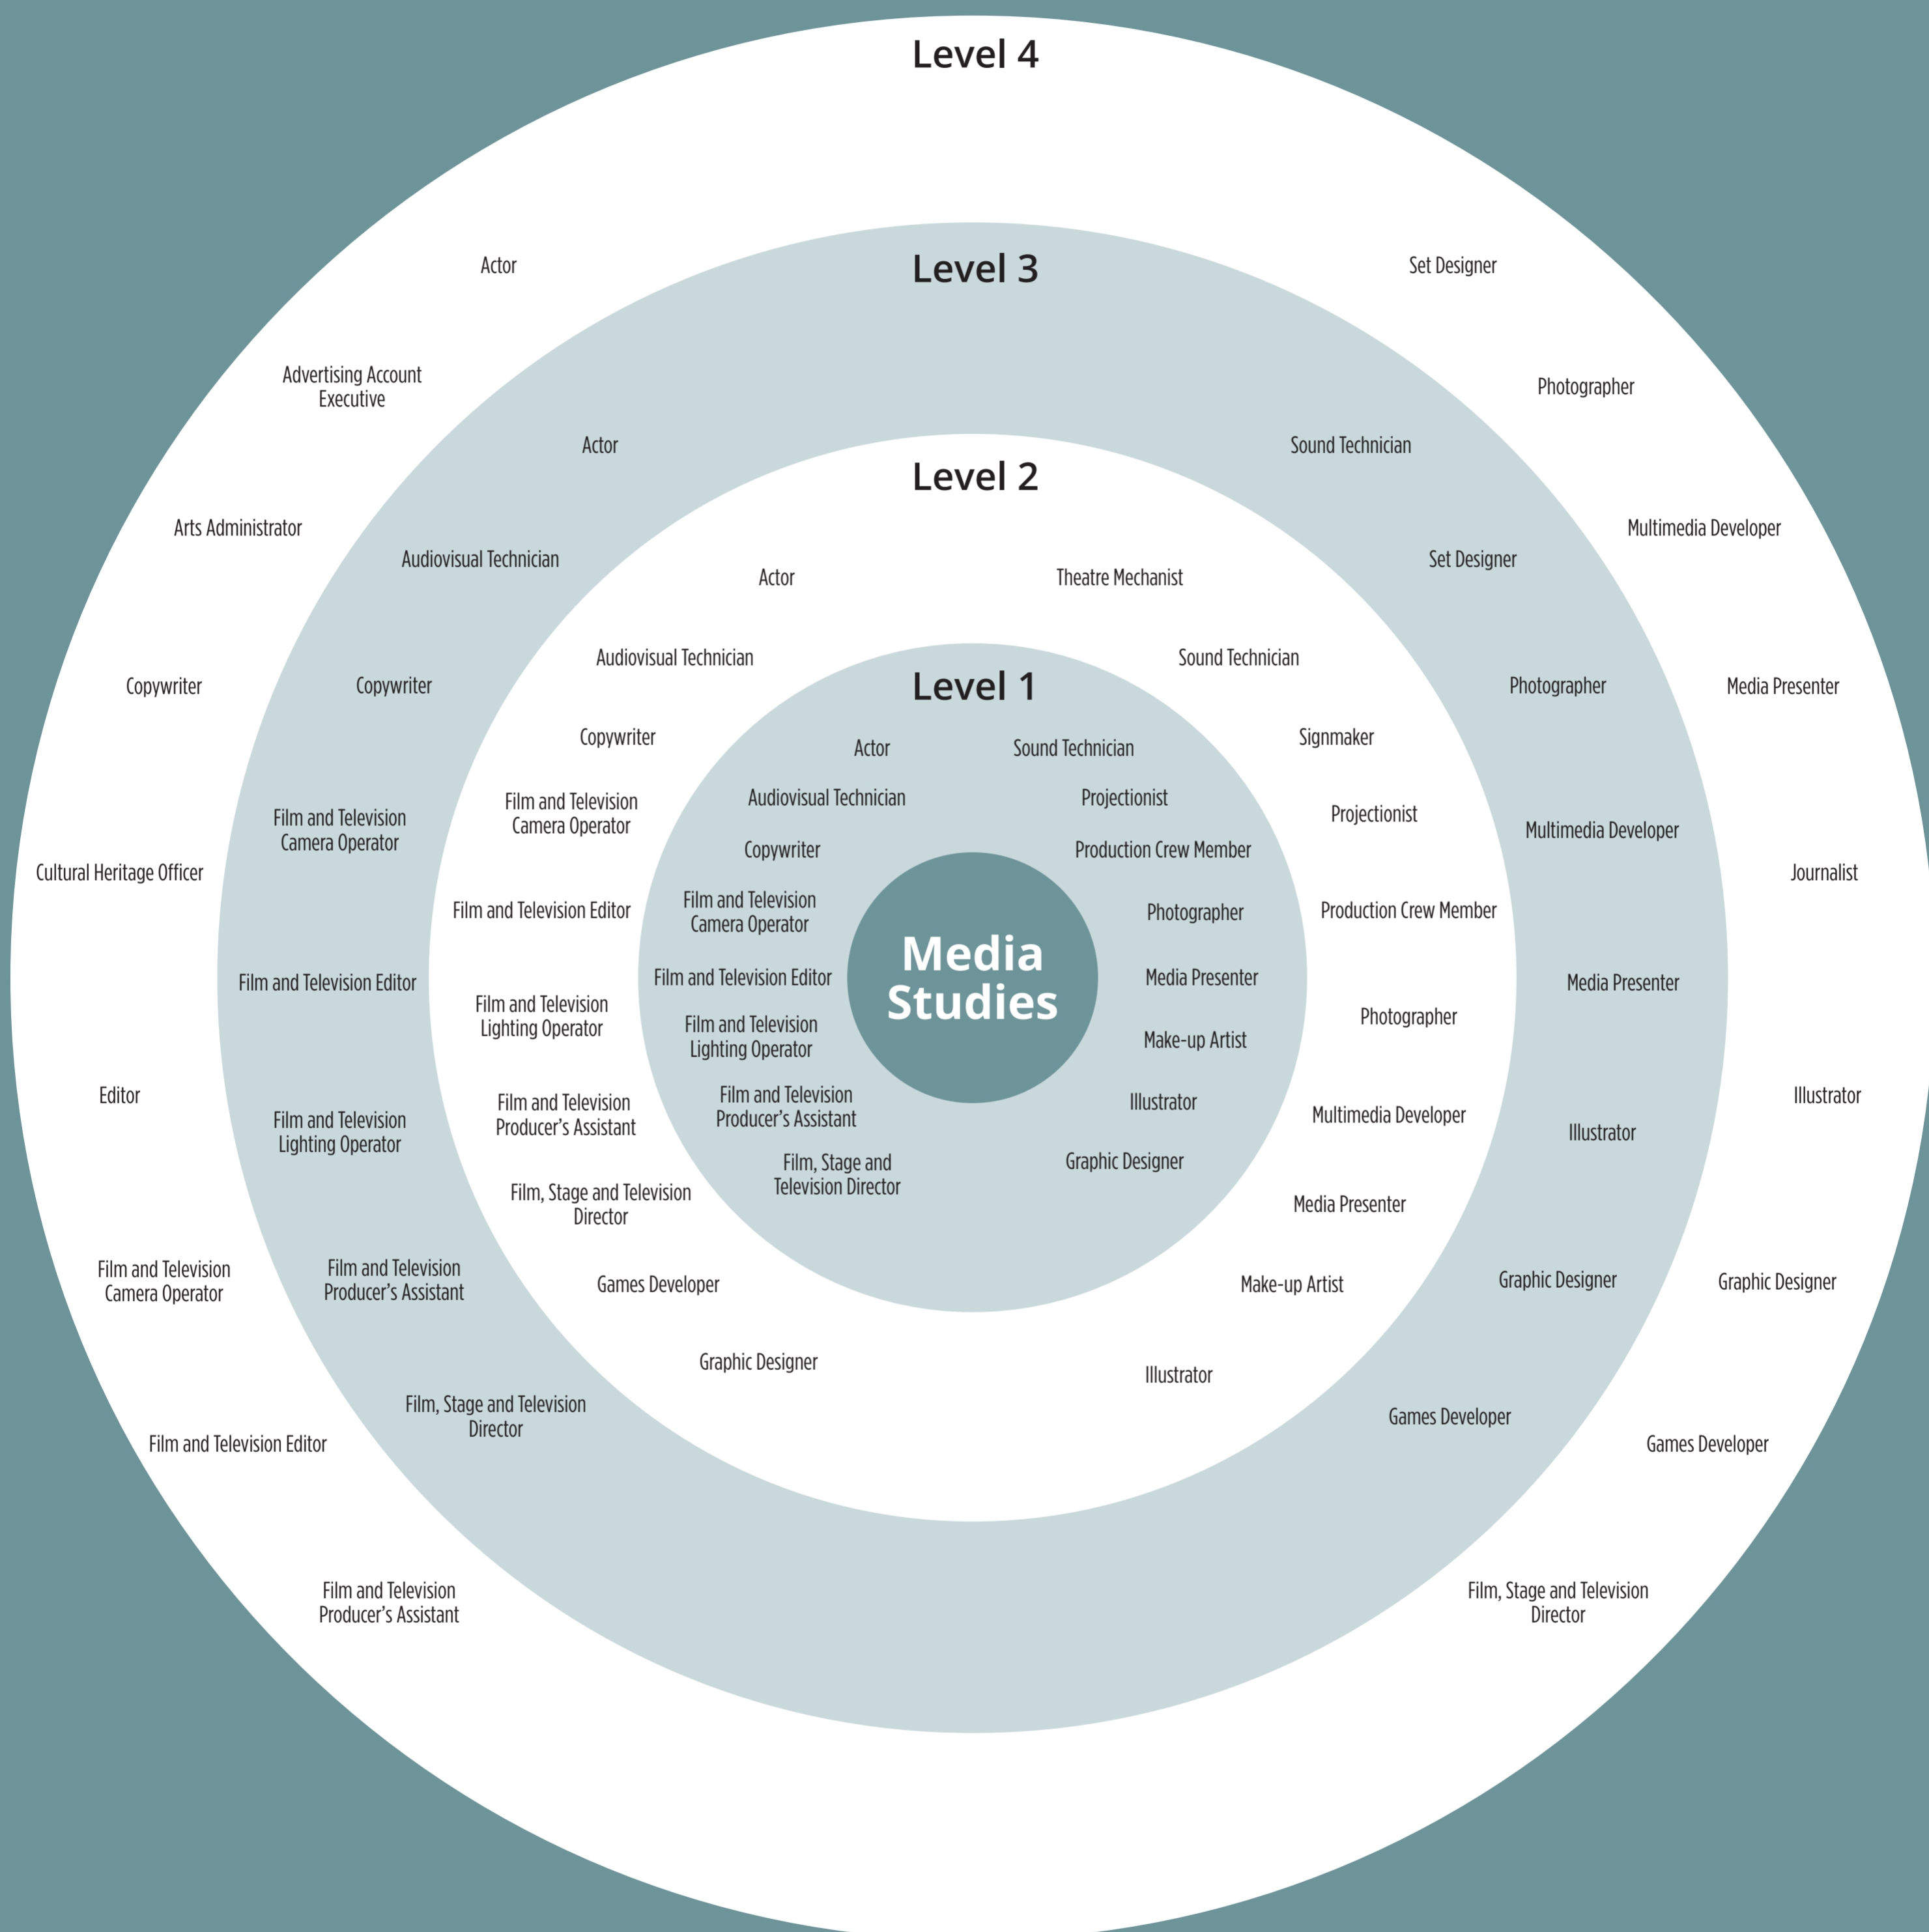 Level 4
Actor
Set Designer
Advertising Account
Executive
Photographer
Arts Administrator
Multimedia Developer
Copywriter
Media Presenter
Cultural Heritage Officer
Journalist
Editor
Illustrator
Film and Television
Camera Operator
Graphic Designer
Film and Television Editor
Games Developer
Film and Television
Producer’s Assistant
Film, Stage and Television
Director
Level 3
Actor
Sound Technician
Audiovisual Technician
Set Designer
Copywriter
Photographer
Film and Television
Camera Operator
Multimedia Developer
Film and Television Editor
Media Presenter
Film and Television
Lighting Operator
Illustrator
Film and Television
Producer’s Assistant
Graphic Designer
Film, Stage and Television
Director
Games Developer
Level 2
Actor
Theatre Mechanist
Audiovisual Technician
Sound Technician
Copywriter
Signmaker
Film and Television
Camera Operator
Projectionist
Film and Television Editor
Production Crew Member
Film and Television
Lighting Operator
Photographer
Film and Television
Producer’s Assistant
Multimedia Developer
Film, Stage and Television
Director
Media Presenter
Games Developer
Make-up Artist
Graphic Designer
Illustrator
Level 1
Actor
Sound Technician
Audiovisual Technician
Projectionist
Copywriter
Production Crew Member
Film and Television
Camera Operator
Photographer
Film and Television Editor
Media Presenter
Film and Television
Lighting Operator
Make-up Artist
Film and Television
Producer’s Assistant
Illustrator
Film, Stage and
Television Director
Graphic Designer
Media
Studies